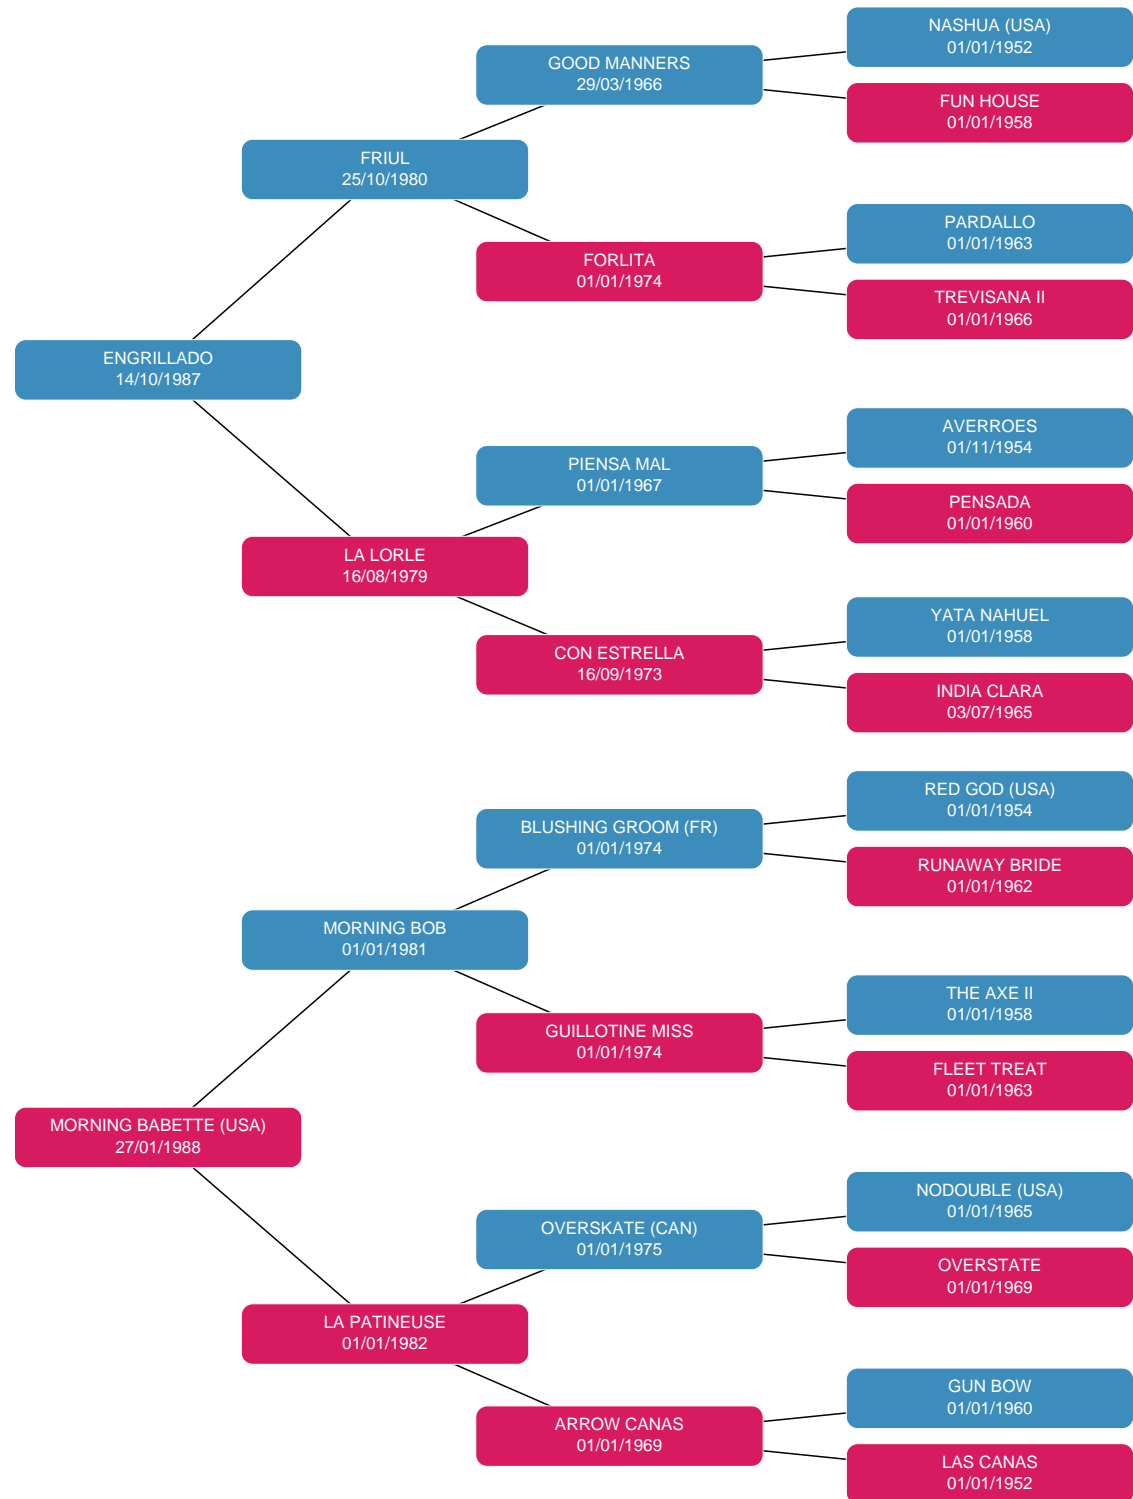 NASHUA (USA)
01/01/1952
GOOD MANNERS
29/03/1966
FUN HOUSE
01/01/1958
FRIUL
25/10/1980
PARDALLO
01/01/1963
FORLITA
01/01/1974
TREVISANA II
01/01/1966
ENGRILLADO
14/10/1987
AVERROES
01/11/1954
PIENSA MAL
01/01/1967
PENSADA
01/01/1960
LA LORLE
16/08/1979
YATA NAHUEL
01/01/1958
CON ESTRELLA
16/09/1973
INDIA CLARA
03/07/1965
RED GOD (USA)
01/01/1954
BLUSHING GROOM (FR)
01/01/1974
RUNAWAY BRIDE
01/01/1962
MORNING BOB
01/01/1981
THE AXE II
01/01/1958
GUILLOTINE MISS
01/01/1974
FLEET TREAT
01/01/1963
MORNING BABETTE (USA)
27/01/1988
NODOUBLE (USA)
01/01/1965
OVERSKATE (CAN)
01/01/1975
OVERSTATE
01/01/1969
LA PATINEUSE
01/01/1982
GUN BOW
01/01/1960
ARROW CANAS
01/01/1969
LAS CANAS
01/01/1952